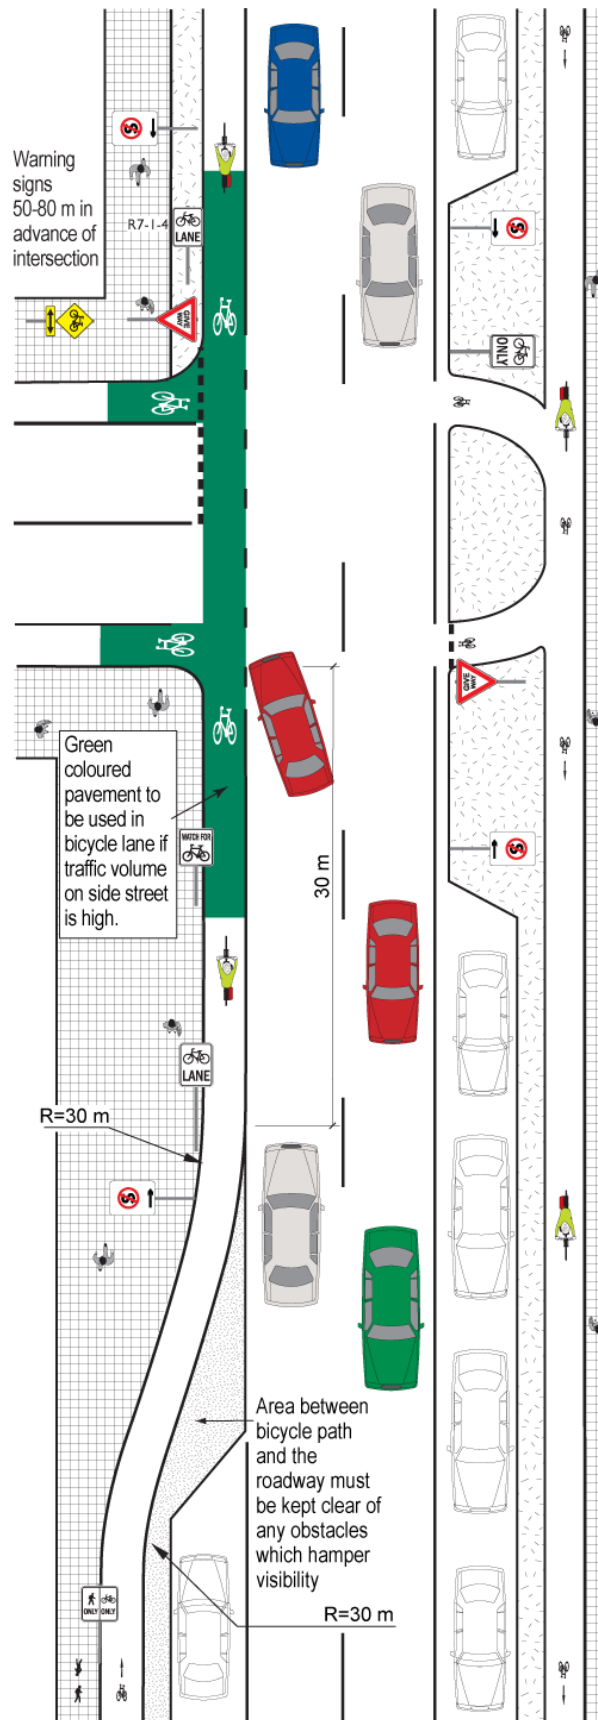 Warning
signs
50-80 m in
advance of
intersection
S
R7-1-4
LANE
GIVE
WAY
S
ONLY
GIVE
WAY
Green
coloured
pavement to
be used in
bicycle lane if
traffic volume
on side street
is high.
WATCH FOR
S
30 m
LANE
R=30 m
S
Area between
bicycle path
and the
roadway must
be kept clear of
any obstacles
which hamper
visibility
ONLY ONLY
R=30 m